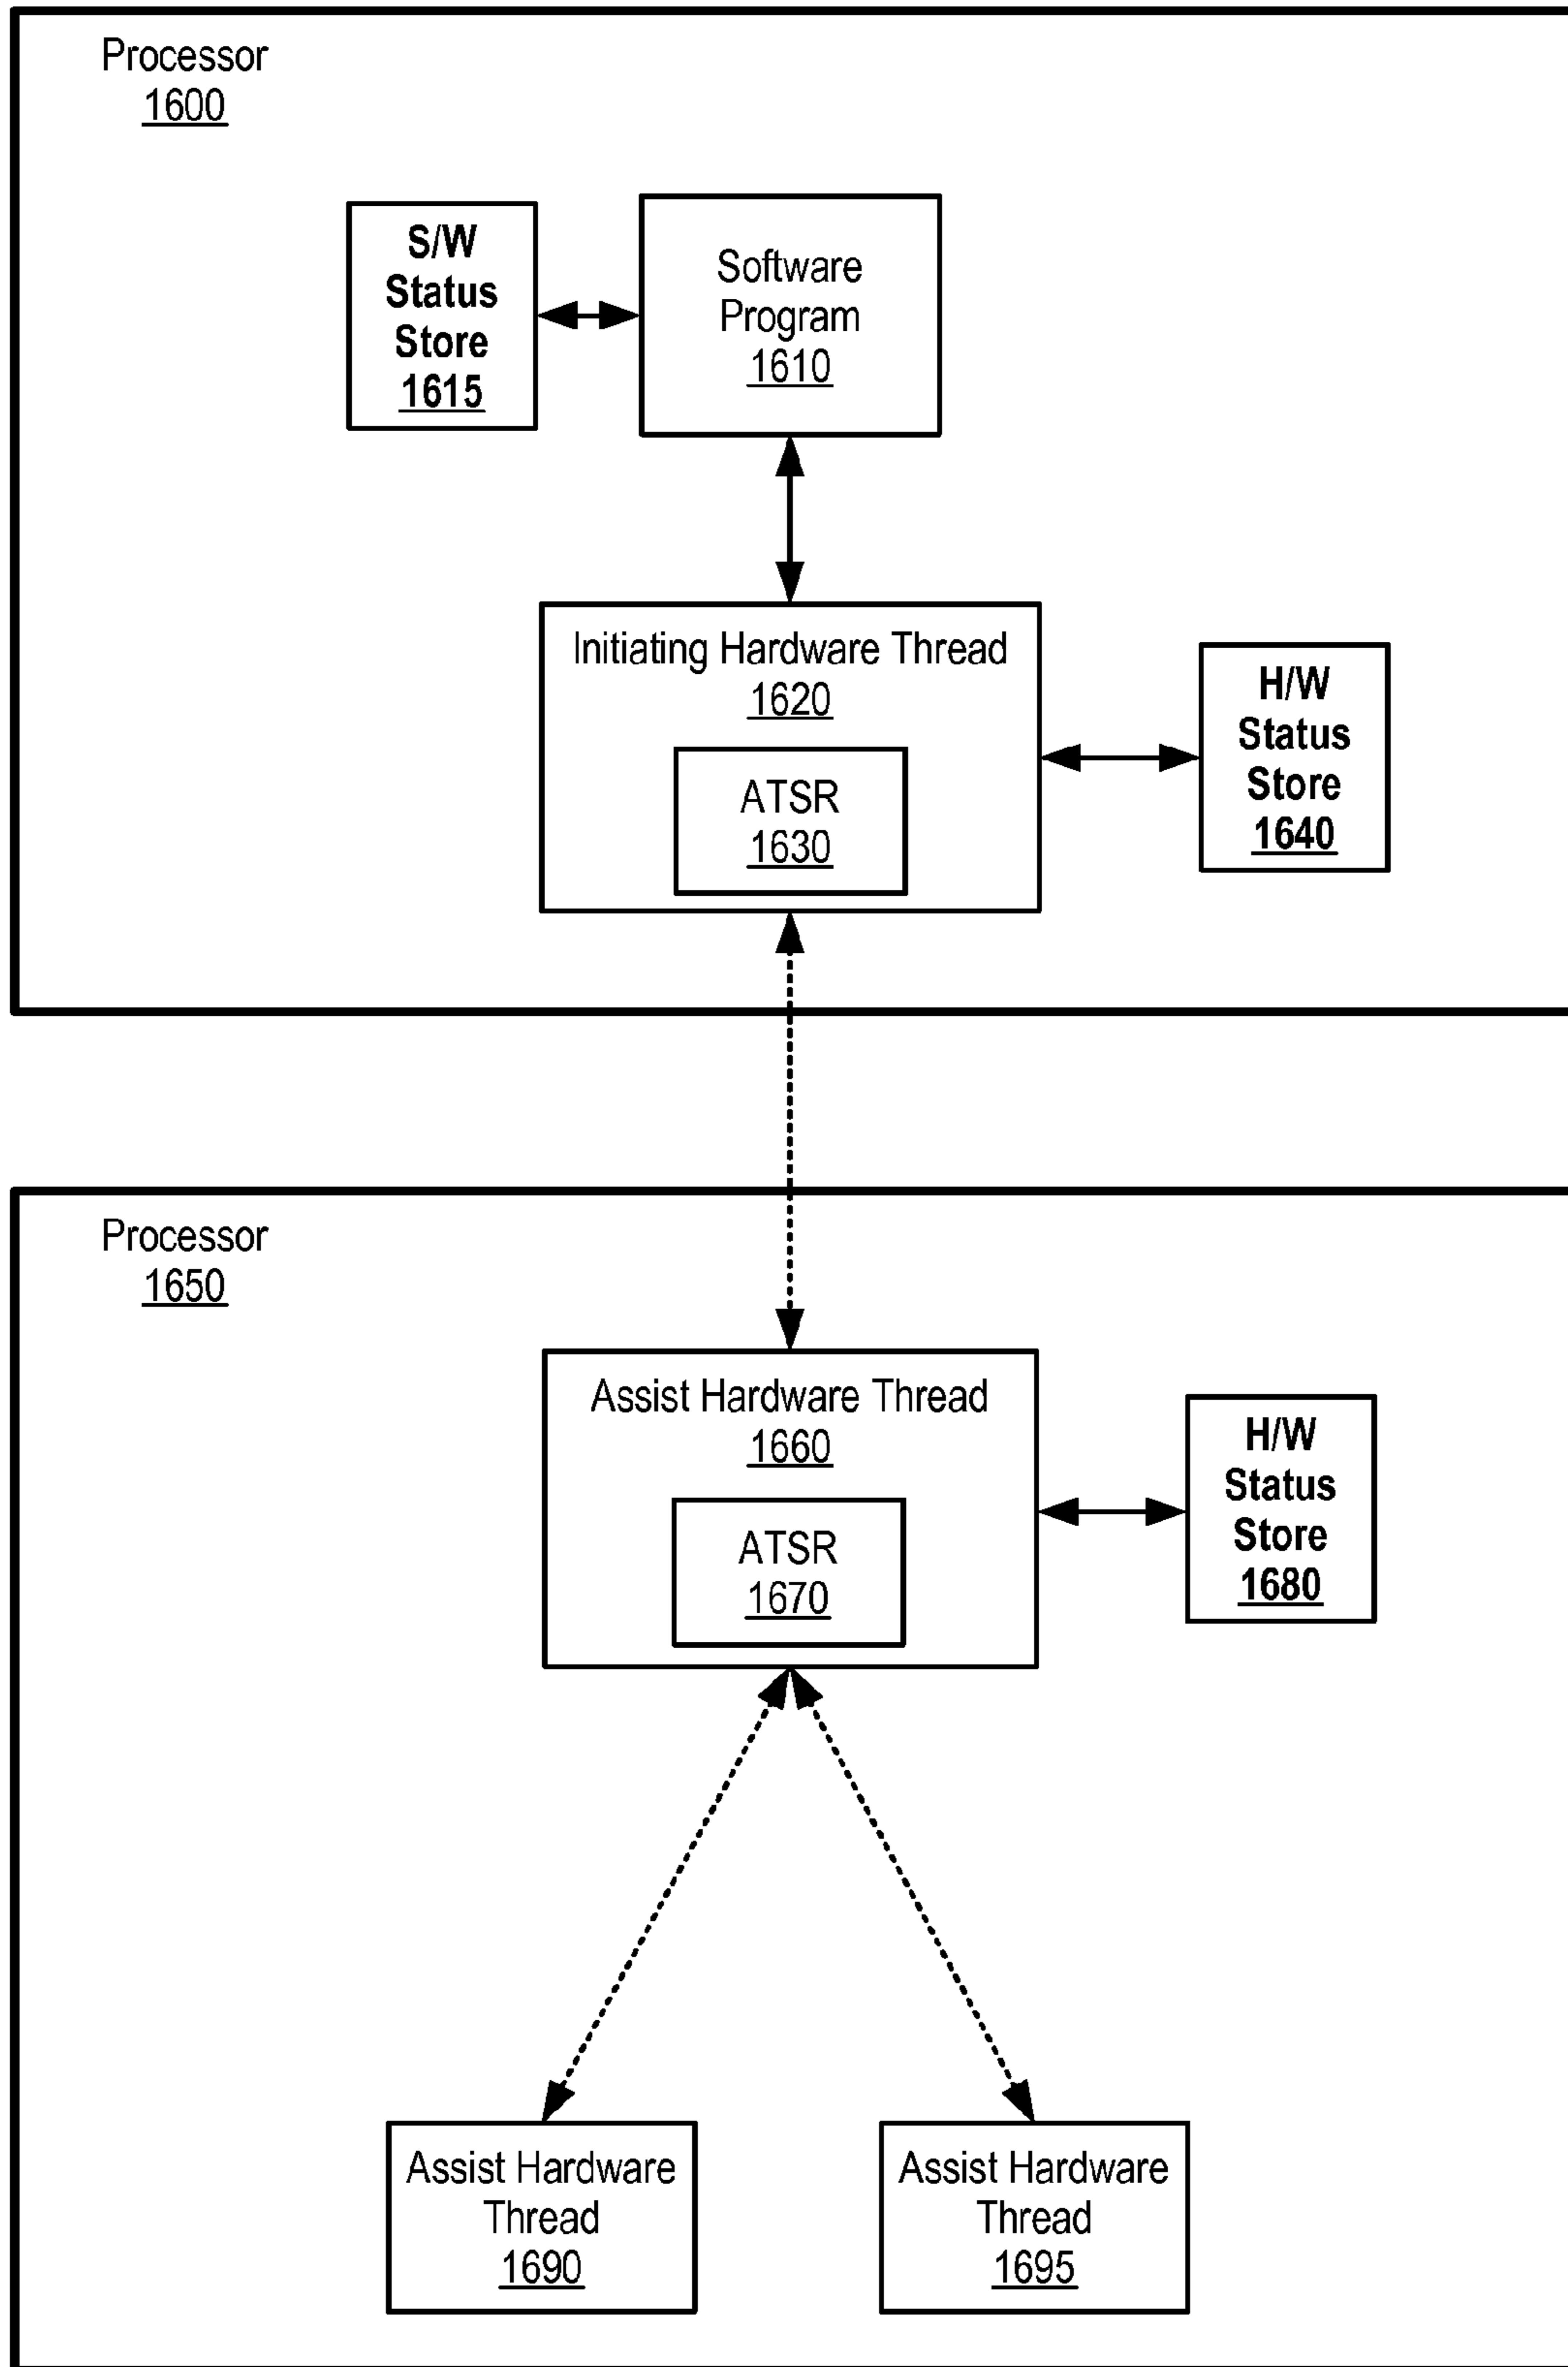 Processor
1600
S/W
Status
Store
1615
Software
Program
1610
Initiating Hardware Thread
1620
ATSR
1630
H/W
Status
Store
1640
Processor
1650
Assist Hardware Thread
1660
ATSR
1670
H/W
Status
Store
1680
Assist Hardware
Thread
1690
Assist Hardware
Thread
1695